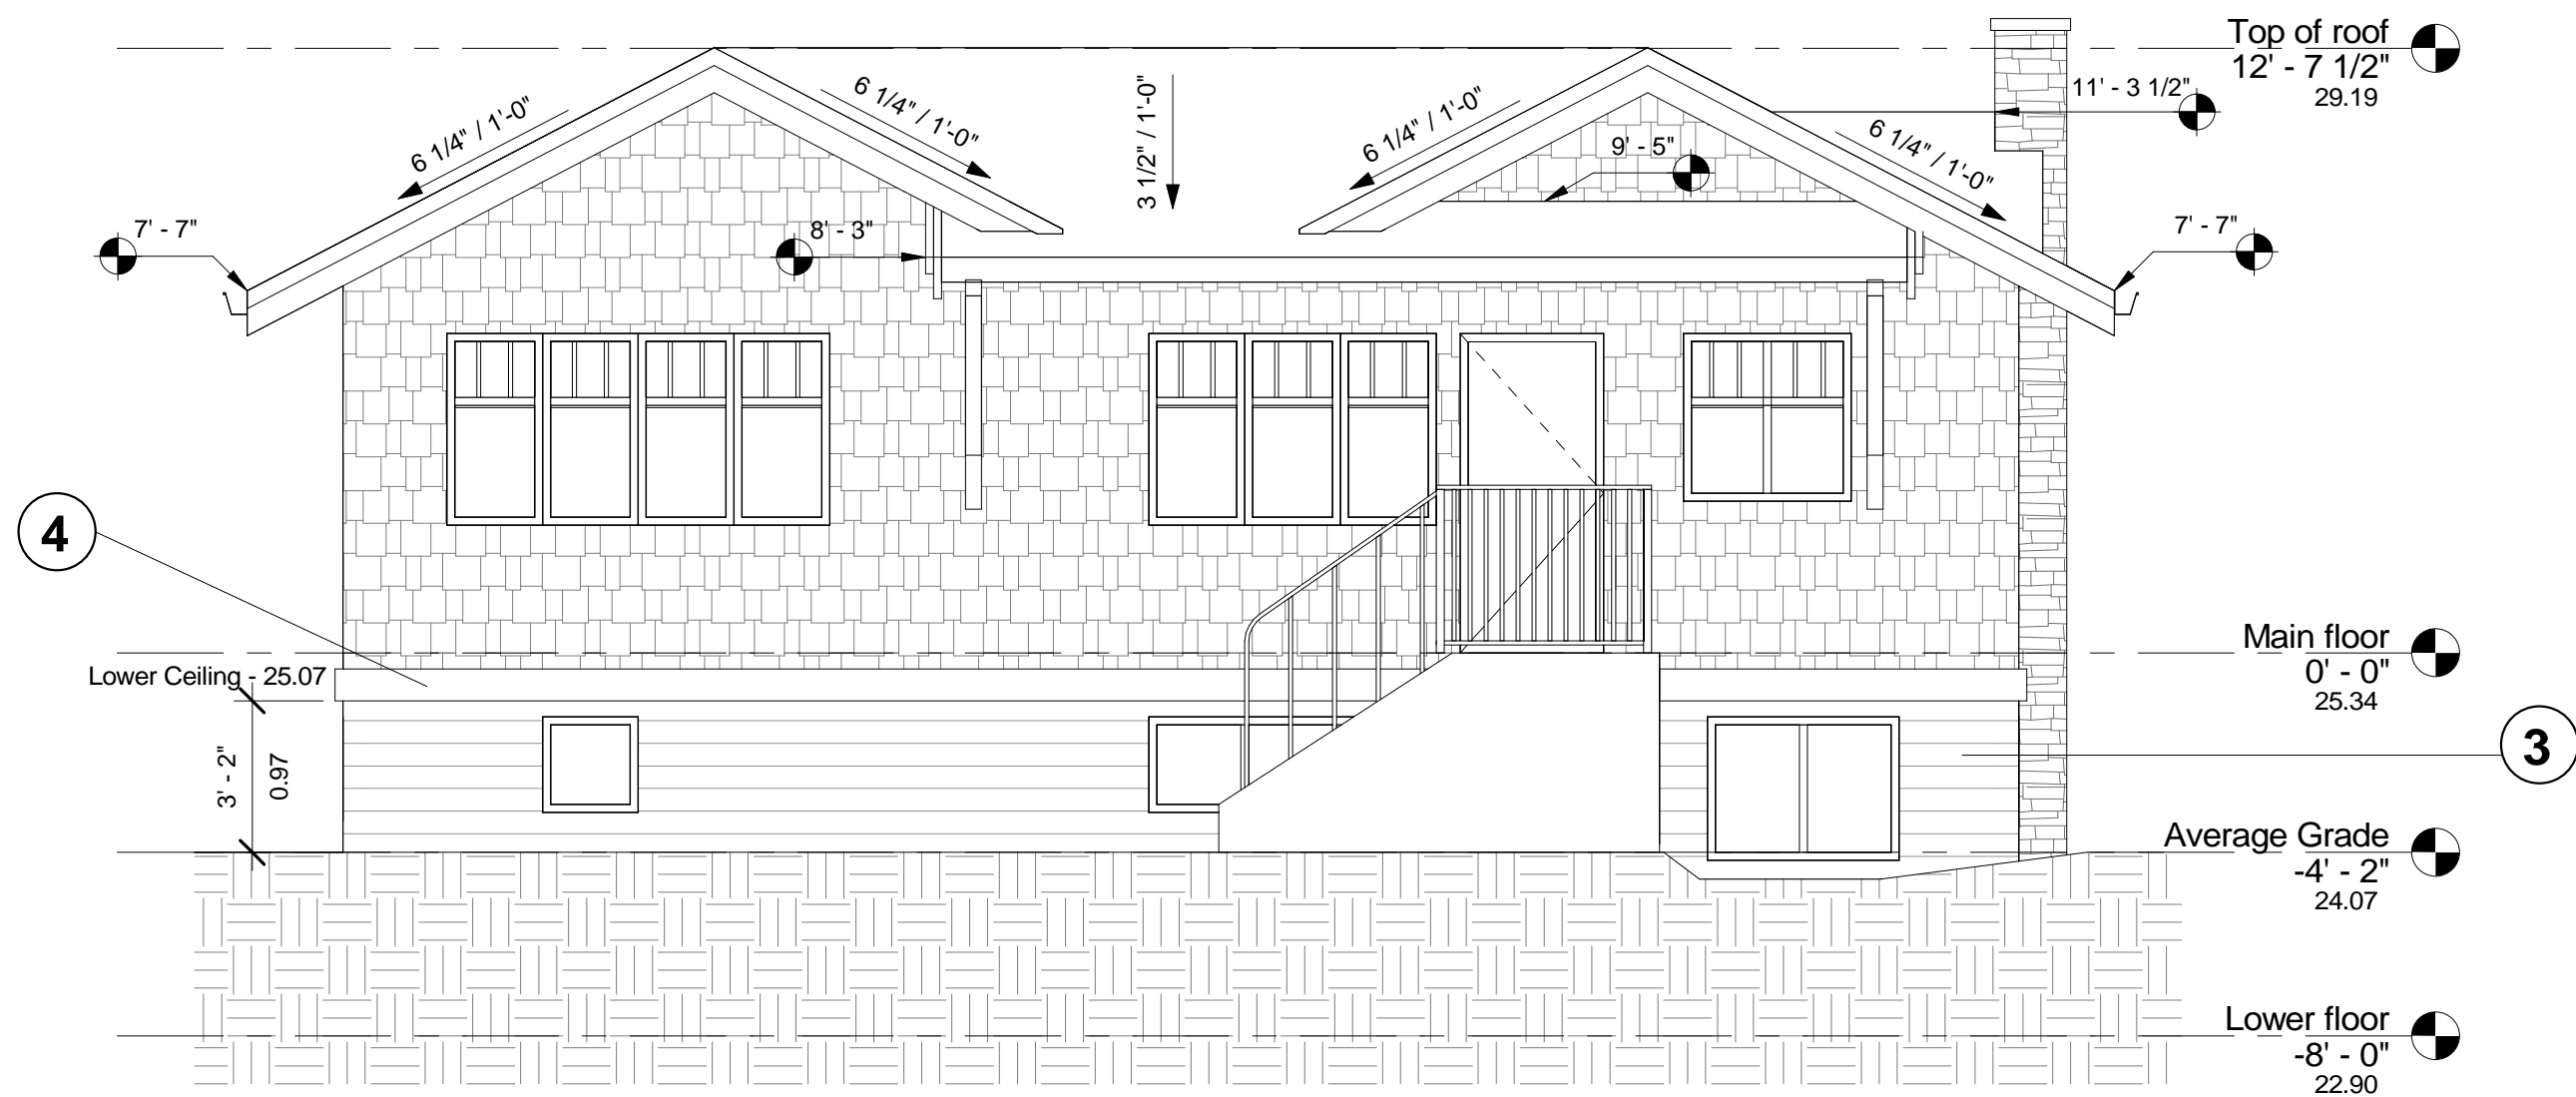 Top of roof
12' - 7 1/2"
29.19
11' - 3 1/2"
6 1/4" / 1'-0"
6 1/4" / 1'-0"
3 1/2" / 1'-0"
6 1/4" / 1'-0"
6 1/4" / 1'-0"
9' - 5"
7' - 7"
8' - 3"
7' - 7"
4
Main floor
0' - 0"
25.34
Lower Ceiling - 25.07
3' - 2"
0.97
3
Average Grade
-4' - 2"
24.07
Lower floor
-8' - 0"
22.90